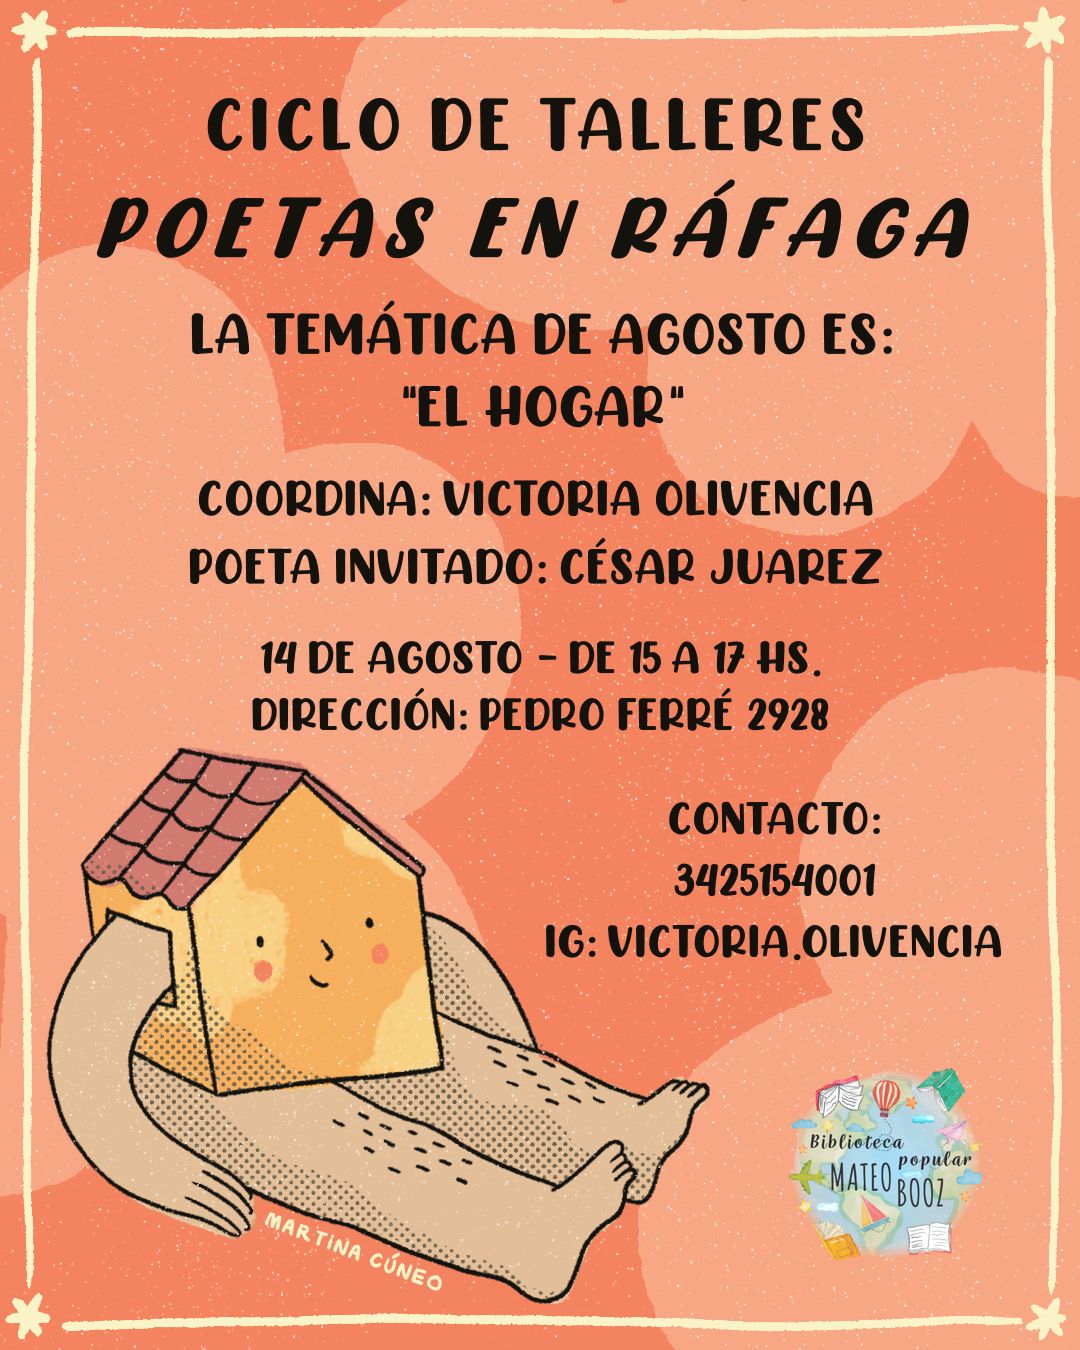 CICLO DE TALLERES
POETAS EN RÁFAGA
LA TEMÁTICA DE AGOSTO ES:
"EL HOGAR"
COORDINA: VICTORIA OLIVENCIA
POETA INVITADO: CÉSAR JUAREZ
14 DE AGOSTO - DE 15 A 17 HS.
DIRECCIÓN: PEDRO FERRÉ 2928
CONTACTO:
3425154001
IG: VICTORIA.OLIVENCIA
MARTINA CÚNEO
Biblioteca
popular
MATEO
BOOZ